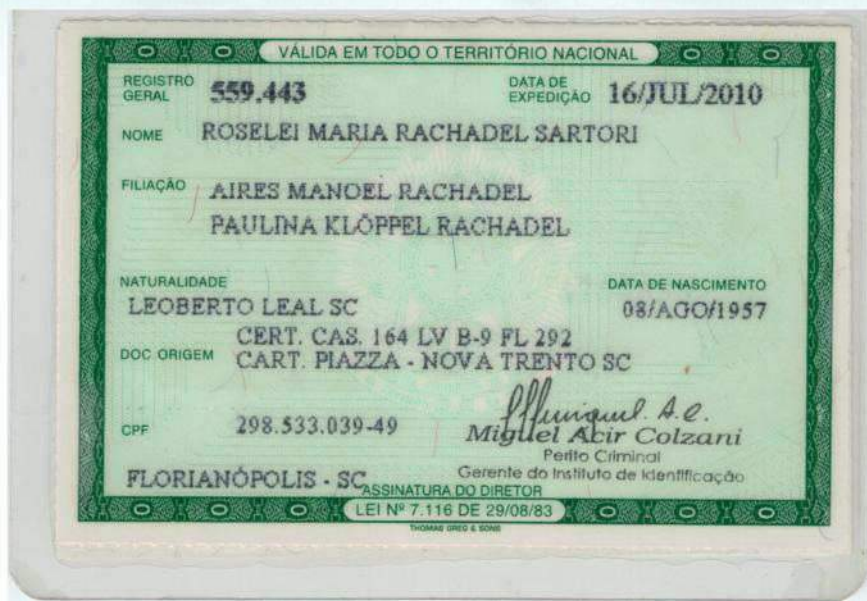 VÁLIDA EM TODO O TERRITÓRIO NACIONAL
REGISTRO GERAL 559.443 DATA DE EXPEDIÇÃO 16/JUL/2010
NOME ROSELEI MARIA RACHADEL SARTORI
FILIAÇÃO AIRES MANOEL RACHADEL
PAULINA KLÖPPEL RACHADEL
NATURALIDADE DATA DE NASCIMENTO
LEOBERTO LEAL SC 08/AGO/1957
CERT. CAS. 164 LV B-9 FL 292
DOC ORIGEM CART. PIAZZA - NOVA TRENTO SC
CPF 298.533.039-49 Miguel Acir Colzani
Perito Criminal
Gerente do Instituto de Identificação
FLORIANÓPOLIS - SC
ASSINATURA DO DIRETOR
LEI Nº 7.116 DE 29/08/83
THOMAS GREG & SONS